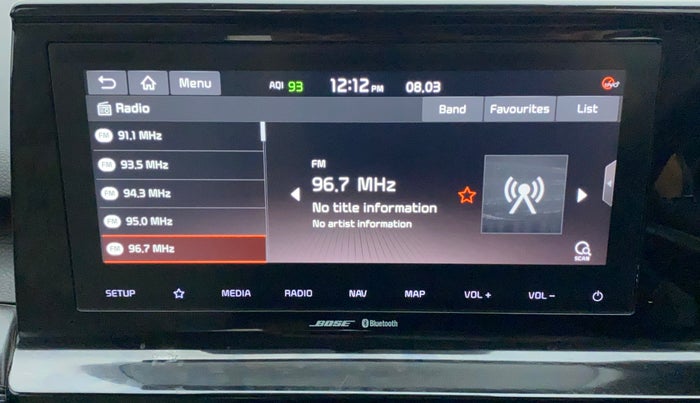 Menu AQI 93 12:12 PM 08.03
Radio Band Favourites List
FM 91.1 MHz
FM 93.5 MHz
FM 94.3 MHz
FM 95.0 MHz
FM 96.7 MHz
FM
96.7 MHz
No title information
No artist information
SCAN
SETUP MEDIA RADIO NAV MAP VOL + VOL −
BOSE Bluetooth